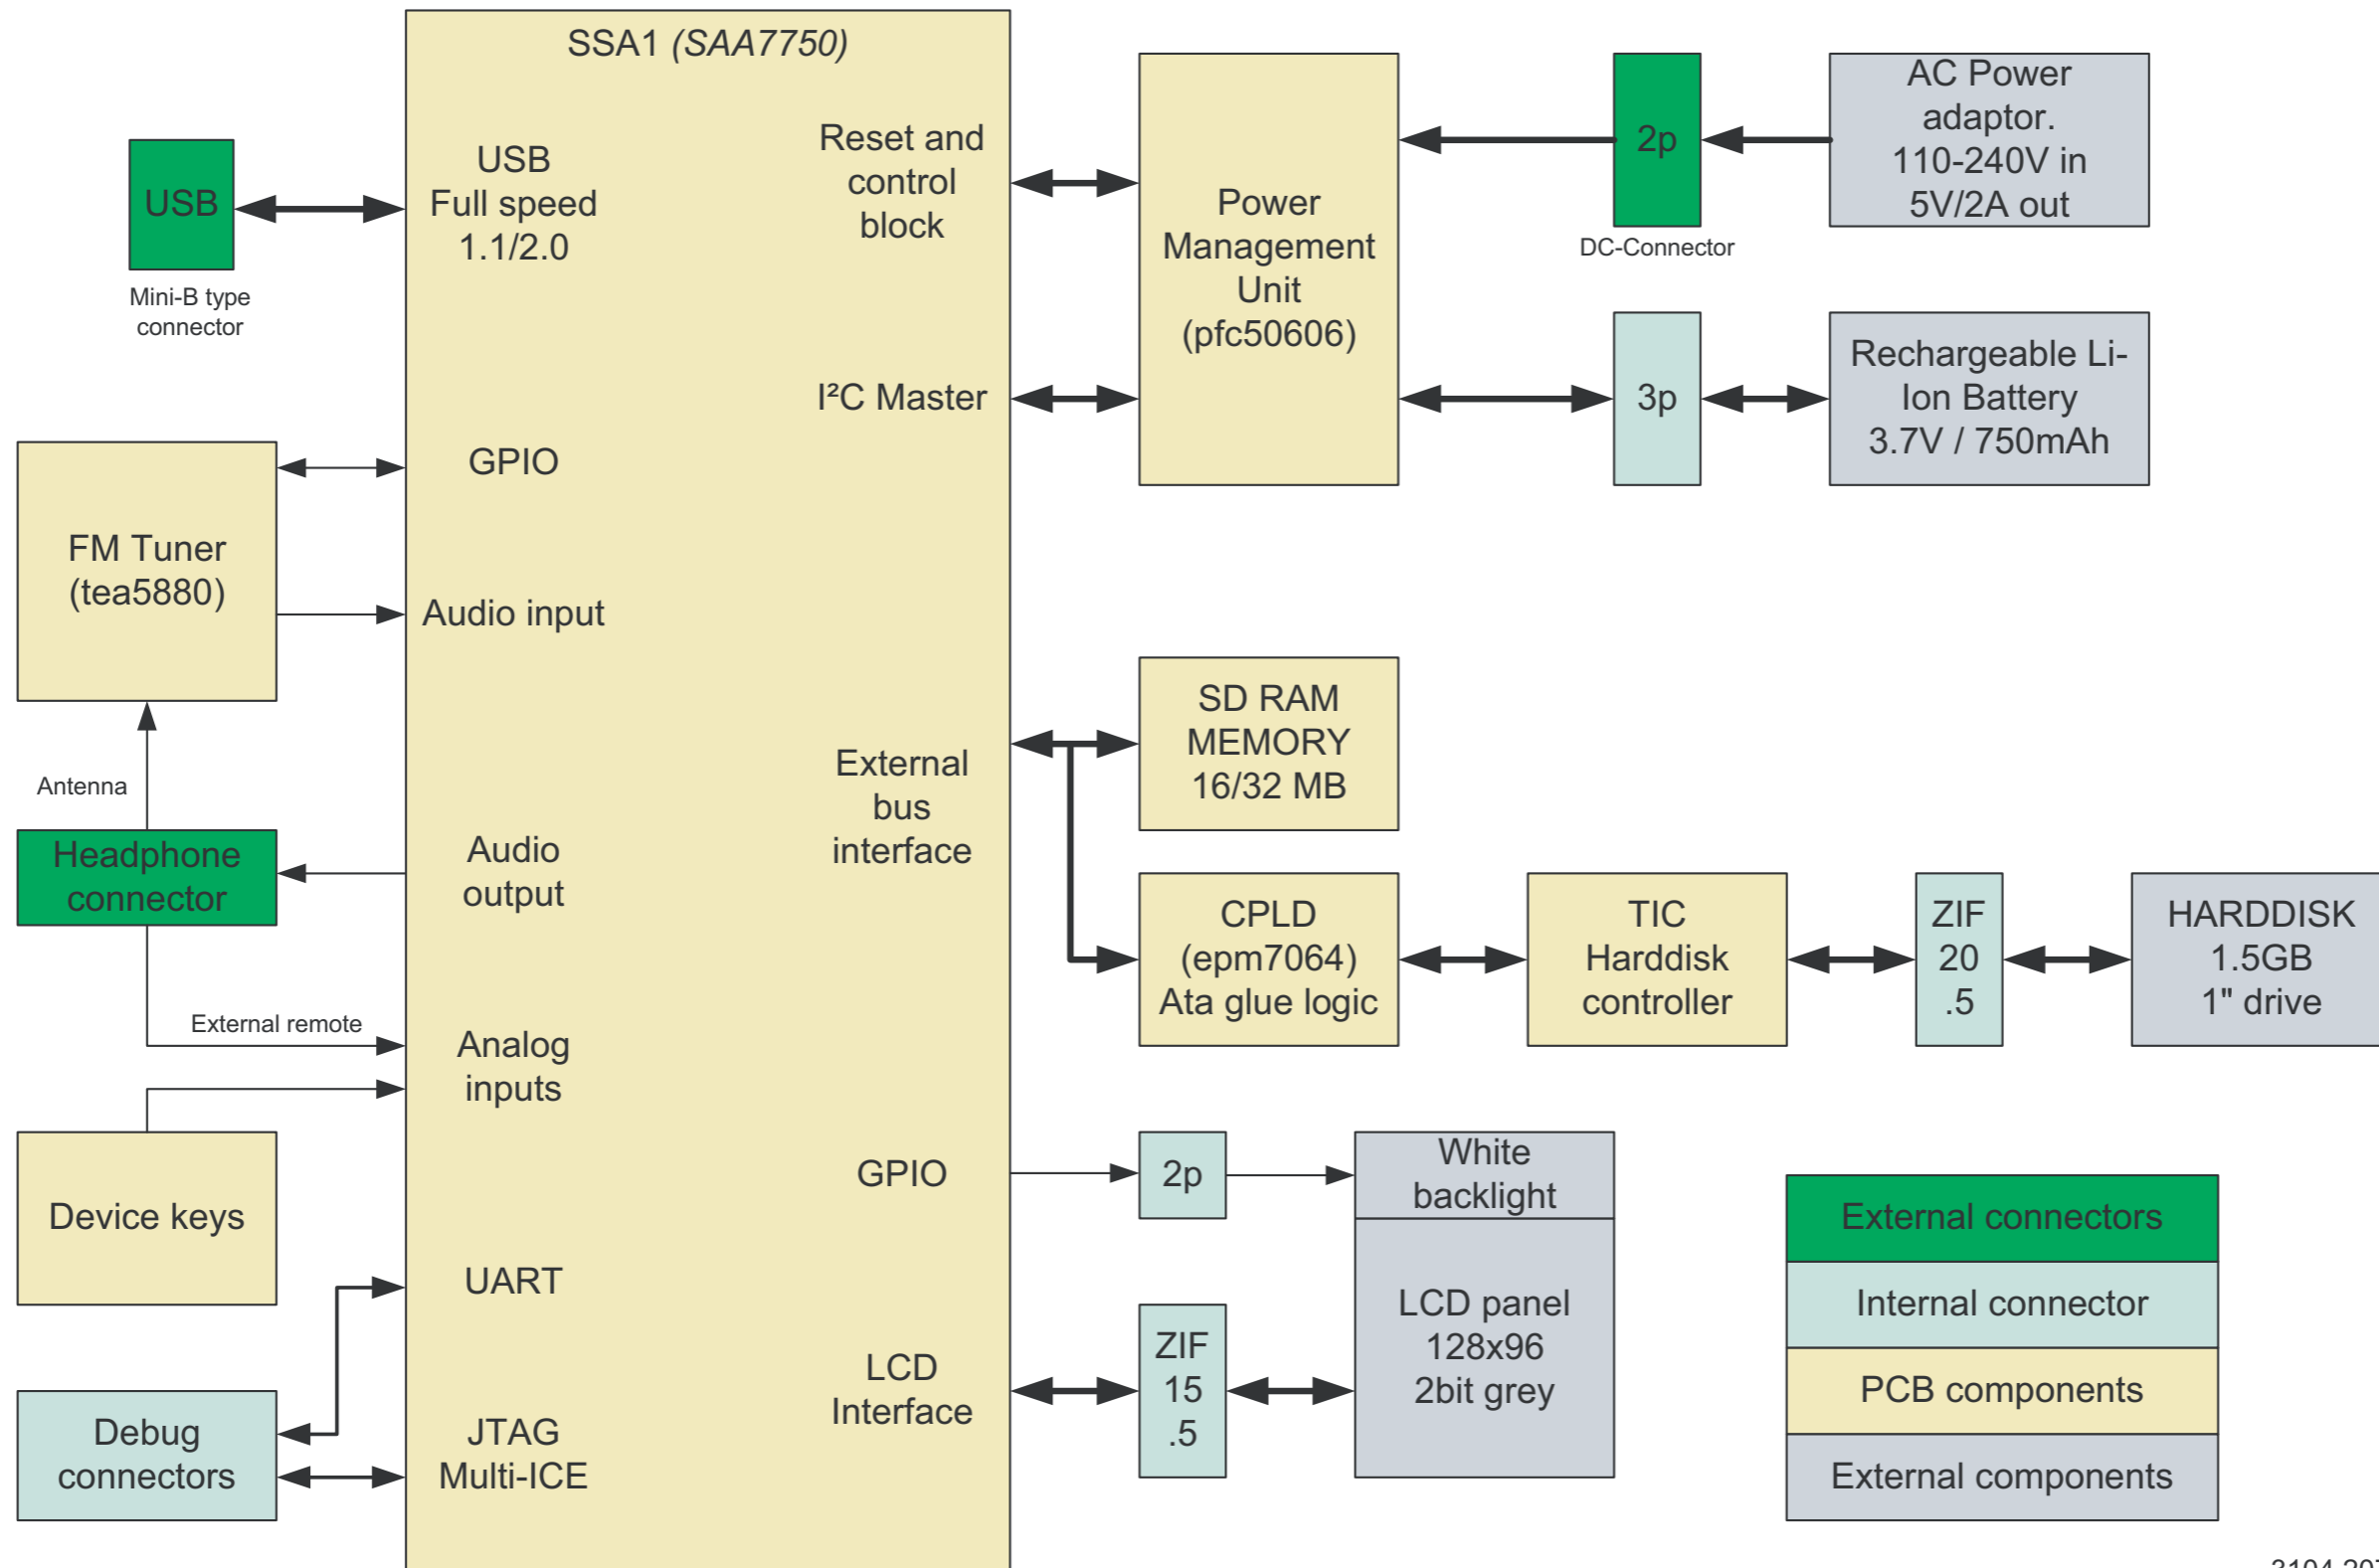 SSA1 (SAA7750)
USB
Mini-B type
connector
USB
Full speed
1.1/2.0
Reset and
control
block
Power
Management
Unit
(pfc50606)
2p
DC-Connector
AC Power
adaptor.
110-240V in
5V/2A out
I²C Master
3p
Rechargeable Li-
Ion Battery
3.7V / 750mAh
GPIO
FM Tuner
(tea5880)
Audio input
Antenna
Headphone
connector
Audio
output
External
bus
interface
SD RAM
MEMORY
16/32 MB
CPLD
(epm7064)
Ata glue logic
TIC
Harddisk
controller
ZIF
20
.5
HARDDISK
1.5GB
1" drive
External remote
Analog
inputs
Device keys
GPIO
2p
White
backlight
UART
LCD
Interface
ZIF
15
.5
LCD panel
128x96
2bit grey
Debug
connectors
JTAG
Multi-ICE
External connectors
Internal connector
PCB components
External components